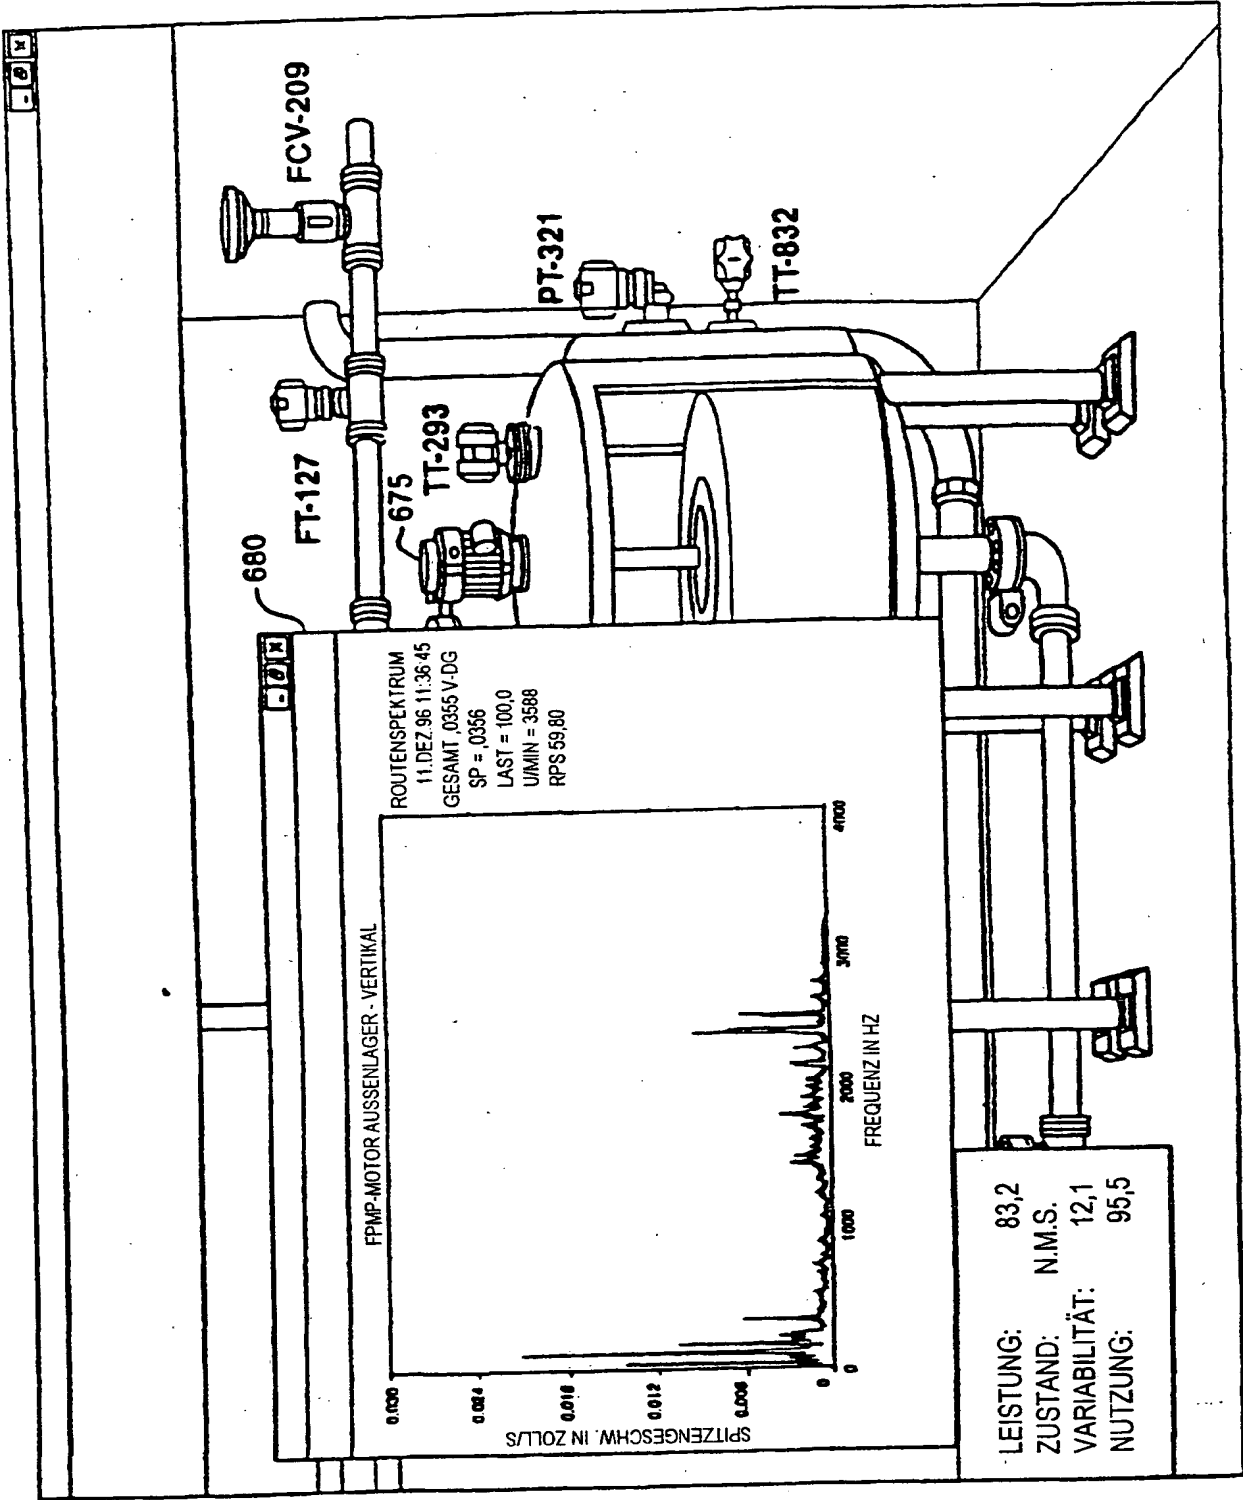 FCV-209
PT-321
TT-832
FT-127
TT-293
675
680
ROUTENSPEKTRUM
11.DEZ.96 11:36:45
GESAMT ,0355 V-DG
SP = ,0356
LAST = 100,0
U/MIN = 3588
RPS 59,80
FPMP-MOTOR AUSSENLAGER - VERTIKAL
SPITZENGESCHW. IN ZOLL/S
0.030
0.024
0.018
0.012
0.006
0
0
1000
2000
3000
4000
FREQUENZ IN HZ
LEISTUNG: 83,2
ZUSTAND: N.M.S.
VARIABILITÄT: 12,1
NUTZUNG: 95,5